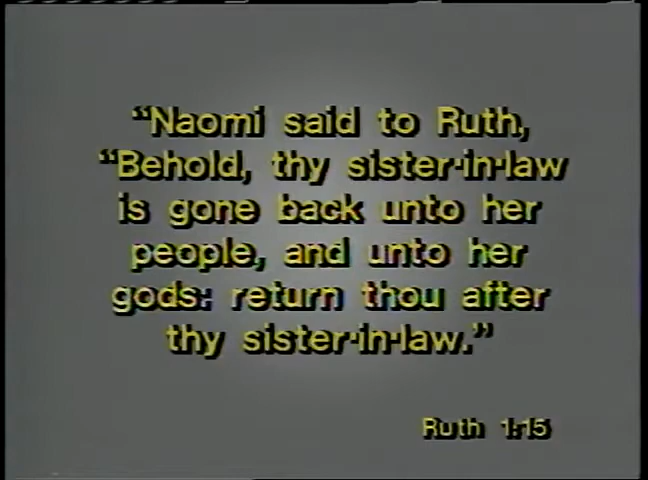 “Naomi said to Ruth,
“Behold, thy sister-in-law
is gone back unto her
people, and unto her
gods: return thou after
thy sister-in-law.”
Ruth 1:15